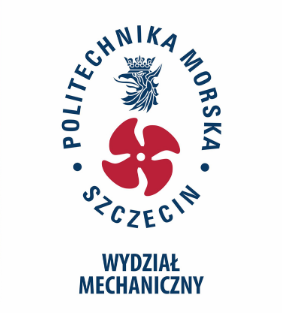 POLITECHNIKA MORSKA
SZCZECIN
WYDZIAŁ
MECHANICZNY